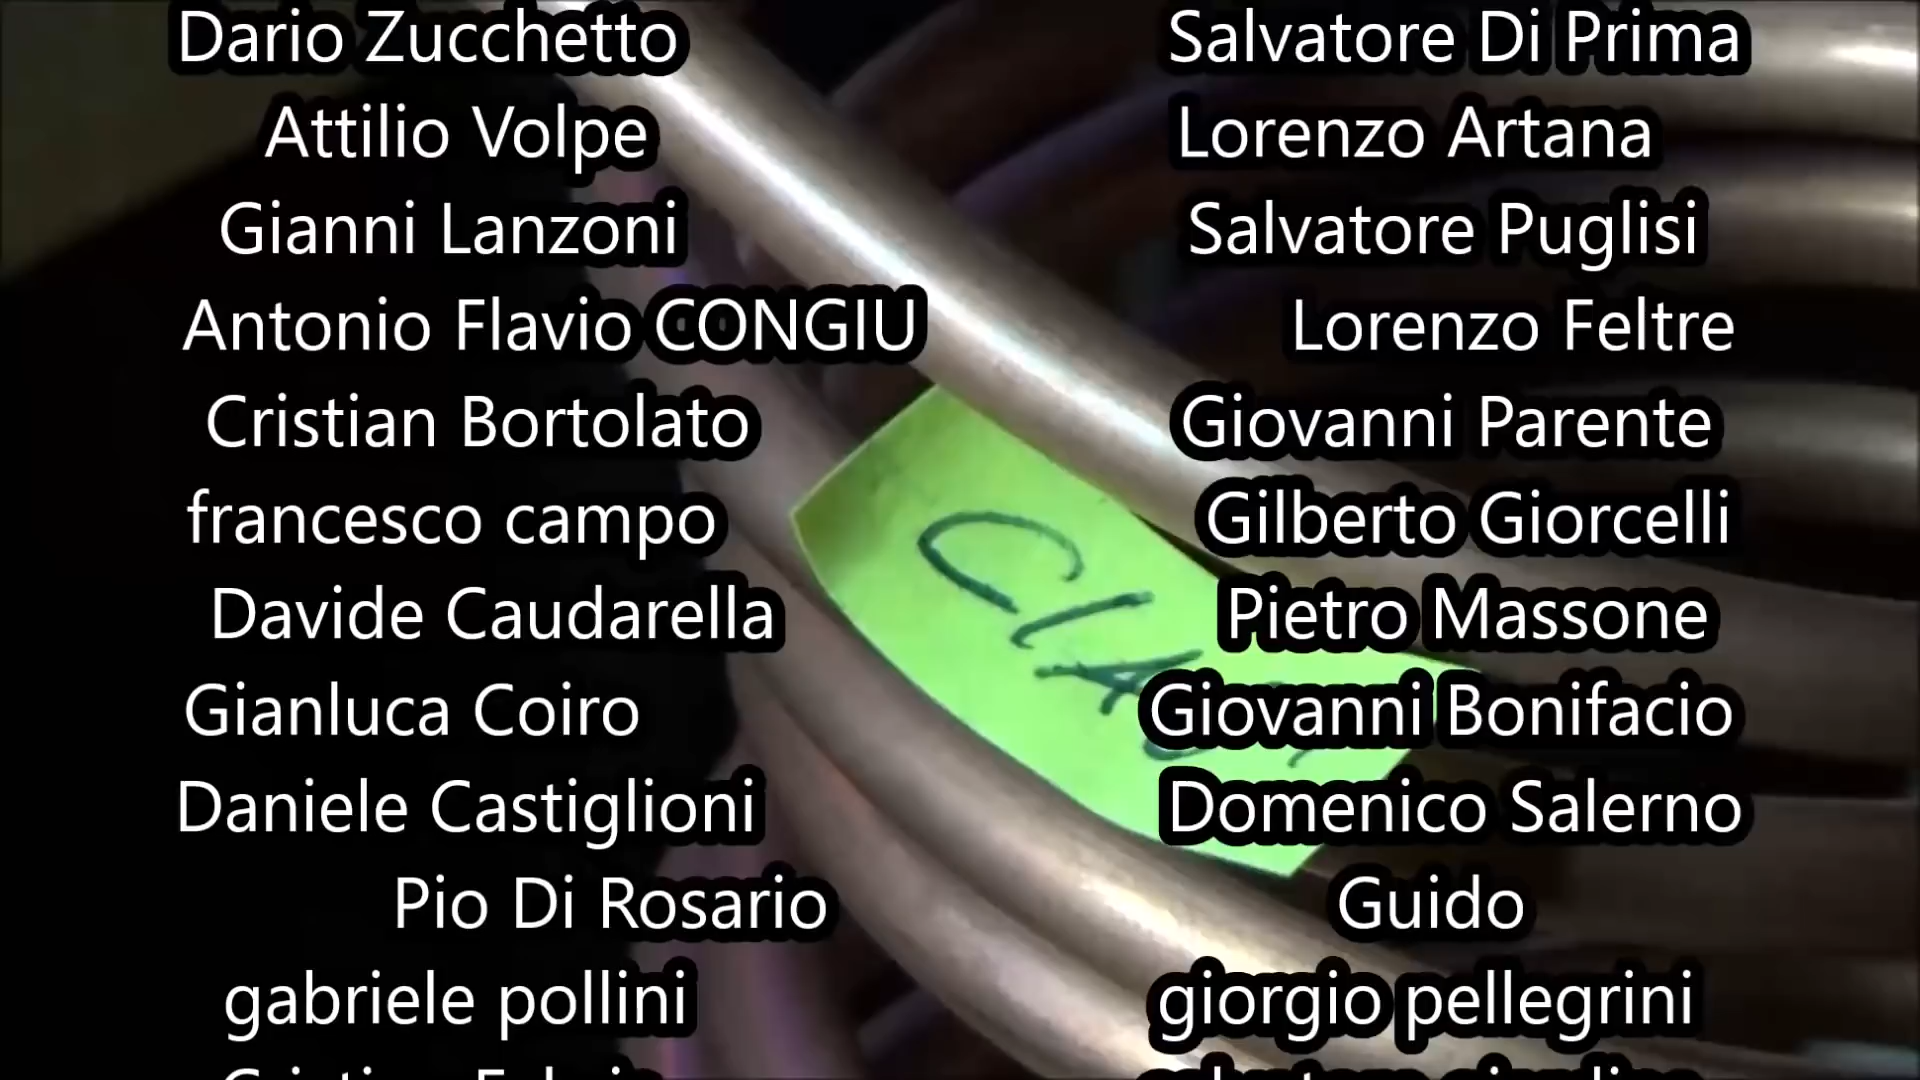 Dario Zucchetto
Salvatore Di Prima
Attilio Volpe
Lorenzo Artana
Gianni Lanzoni
Salvatore Puglisi
Antonio Flavio CONGIU
Lorenzo Feltre
Cristian Bortolato
Giovanni Parente
francesco campo
Gilberto Giorcelli
Davide Caudarella
Pietro Massone
Gianluca Coiro
Giovanni Bonifacio
Daniele Castiglioni
Domenico Salerno
Pio Di Rosario
Guido
gabriele pollini
giorgio pellegrini